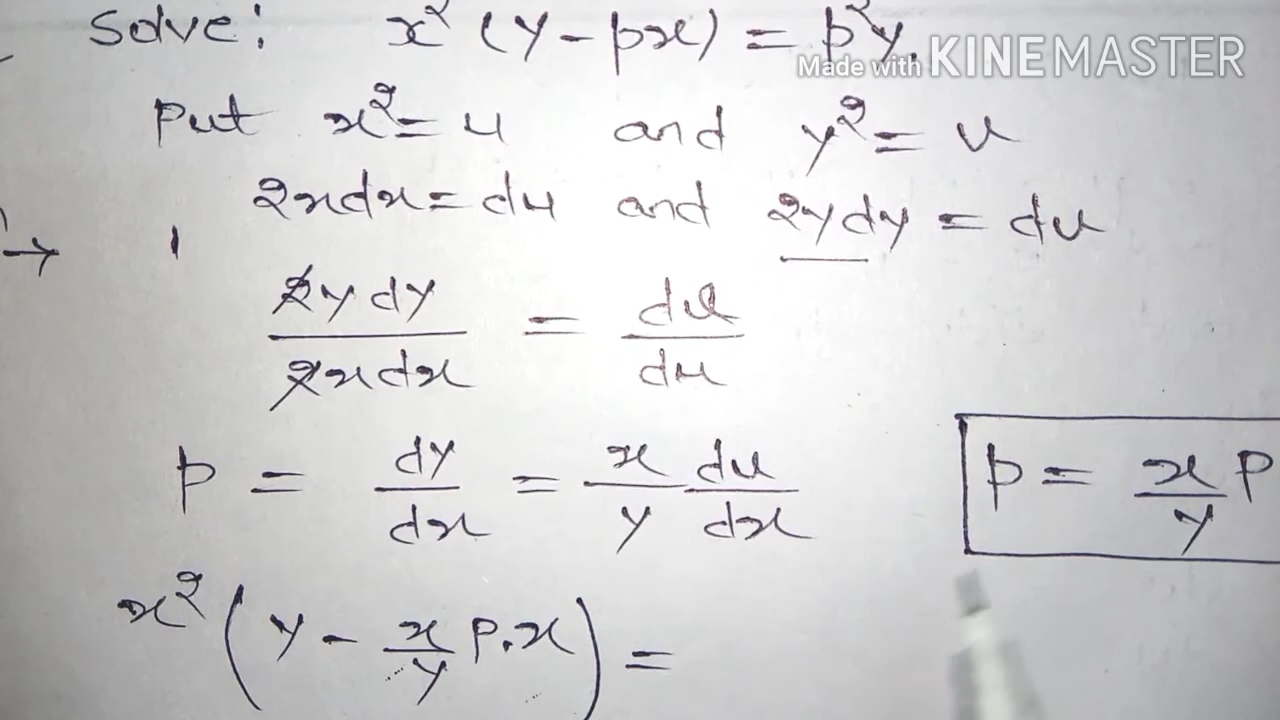 Solve: x² (y - px) = p²y.
Made with KINEMASTER
Put x² = u and y² = v
2xdx = du and 2ydy = dv
→ 1
2ydy/2xdx = dv/du
p = dy/dx = x/y dv/dx
p = x/y P
x² (y - x/y P.x) =